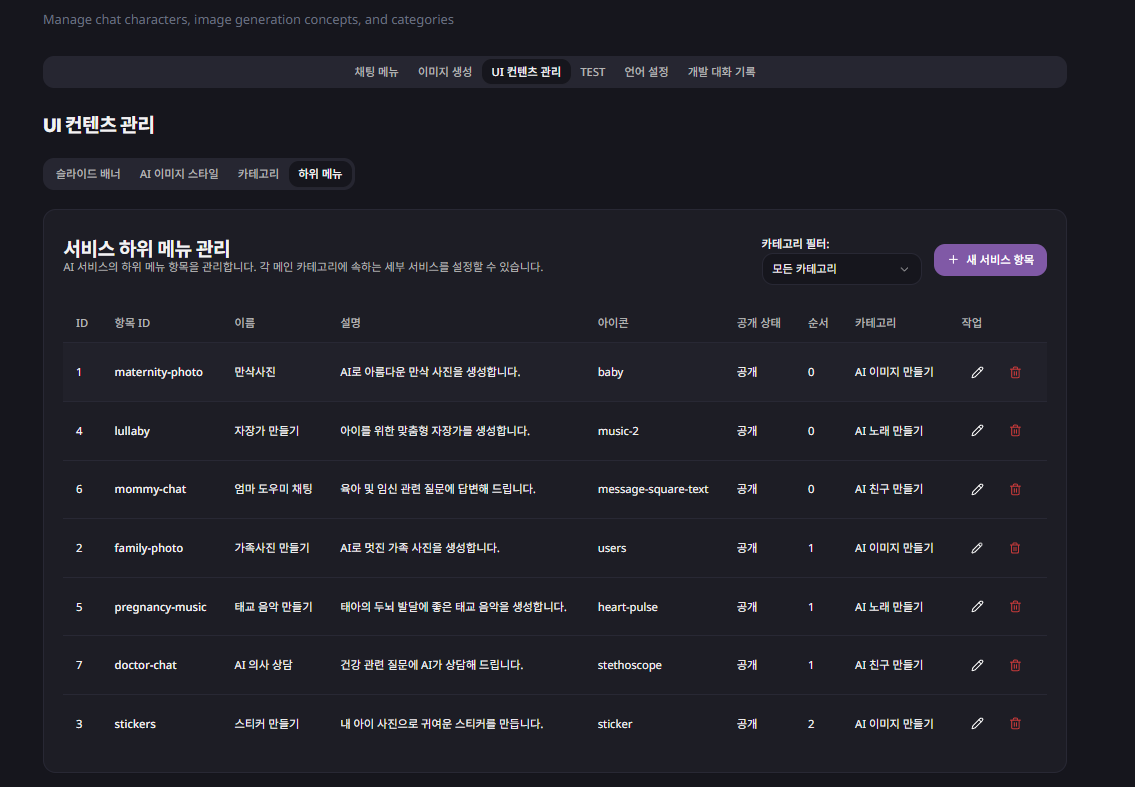 Manage chat characters, image generation concepts, and categories
채팅 메뉴 이미지 생성 UI 컨텐츠 관리 TEST 언어 설정 개발 대화 기록
UI 컨텐츠 관리
슬라이드 배너 AI 이미지 스타일 카테고리 하위 메뉴
서비스 하위 메뉴 관리
AI 서비스의 하위 메뉴 항목을 관리합니다. 각 메인 카테고리에 속하는 세부 서비스를 설정할 수 있습니다.
카테고리 필터:
모든 카테고리
+ 새 서비스 항목
ID 항목 ID 이름 설명 아이콘 공개 상태 순서 카테고리 작업
1 maternity-photo 만삭사진 AI로 아름다운 만삭 사진을 생성합니다. baby 공개 0 AI 이미지 만들기
4 lullaby 자장가 만들기 아이를 위한 맞춤형 자장가를 생성합니다. music-2 공개 0 AI 노래 만들기
6 mommy-chat 엄마 도우미 채팅 육아 및 임신 관련 질문에 답변해 드립니다. message-square-text 공개 0 AI 친구 만들기
2 family-photo 가족사진 만들기 AI로 멋진 가족 사진을 생성합니다. users 공개 1 AI 이미지 만들기
5 pregnancy-music 태교 음악 만들기 태아의 두뇌 발달에 좋은 태교 음악을 생성합니다. heart-pulse 공개 1 AI 노래 만들기
7 doctor-chat AI 의사 상담 건강 관련 질문에 AI가 상담해 드립니다. stethoscope 공개 1 AI 친구 만들기
3 stickers 스티커 만들기 내 아이 사진으로 귀여운 스티커를 만듭니다. sticker 공개 2 AI 이미지 만들기